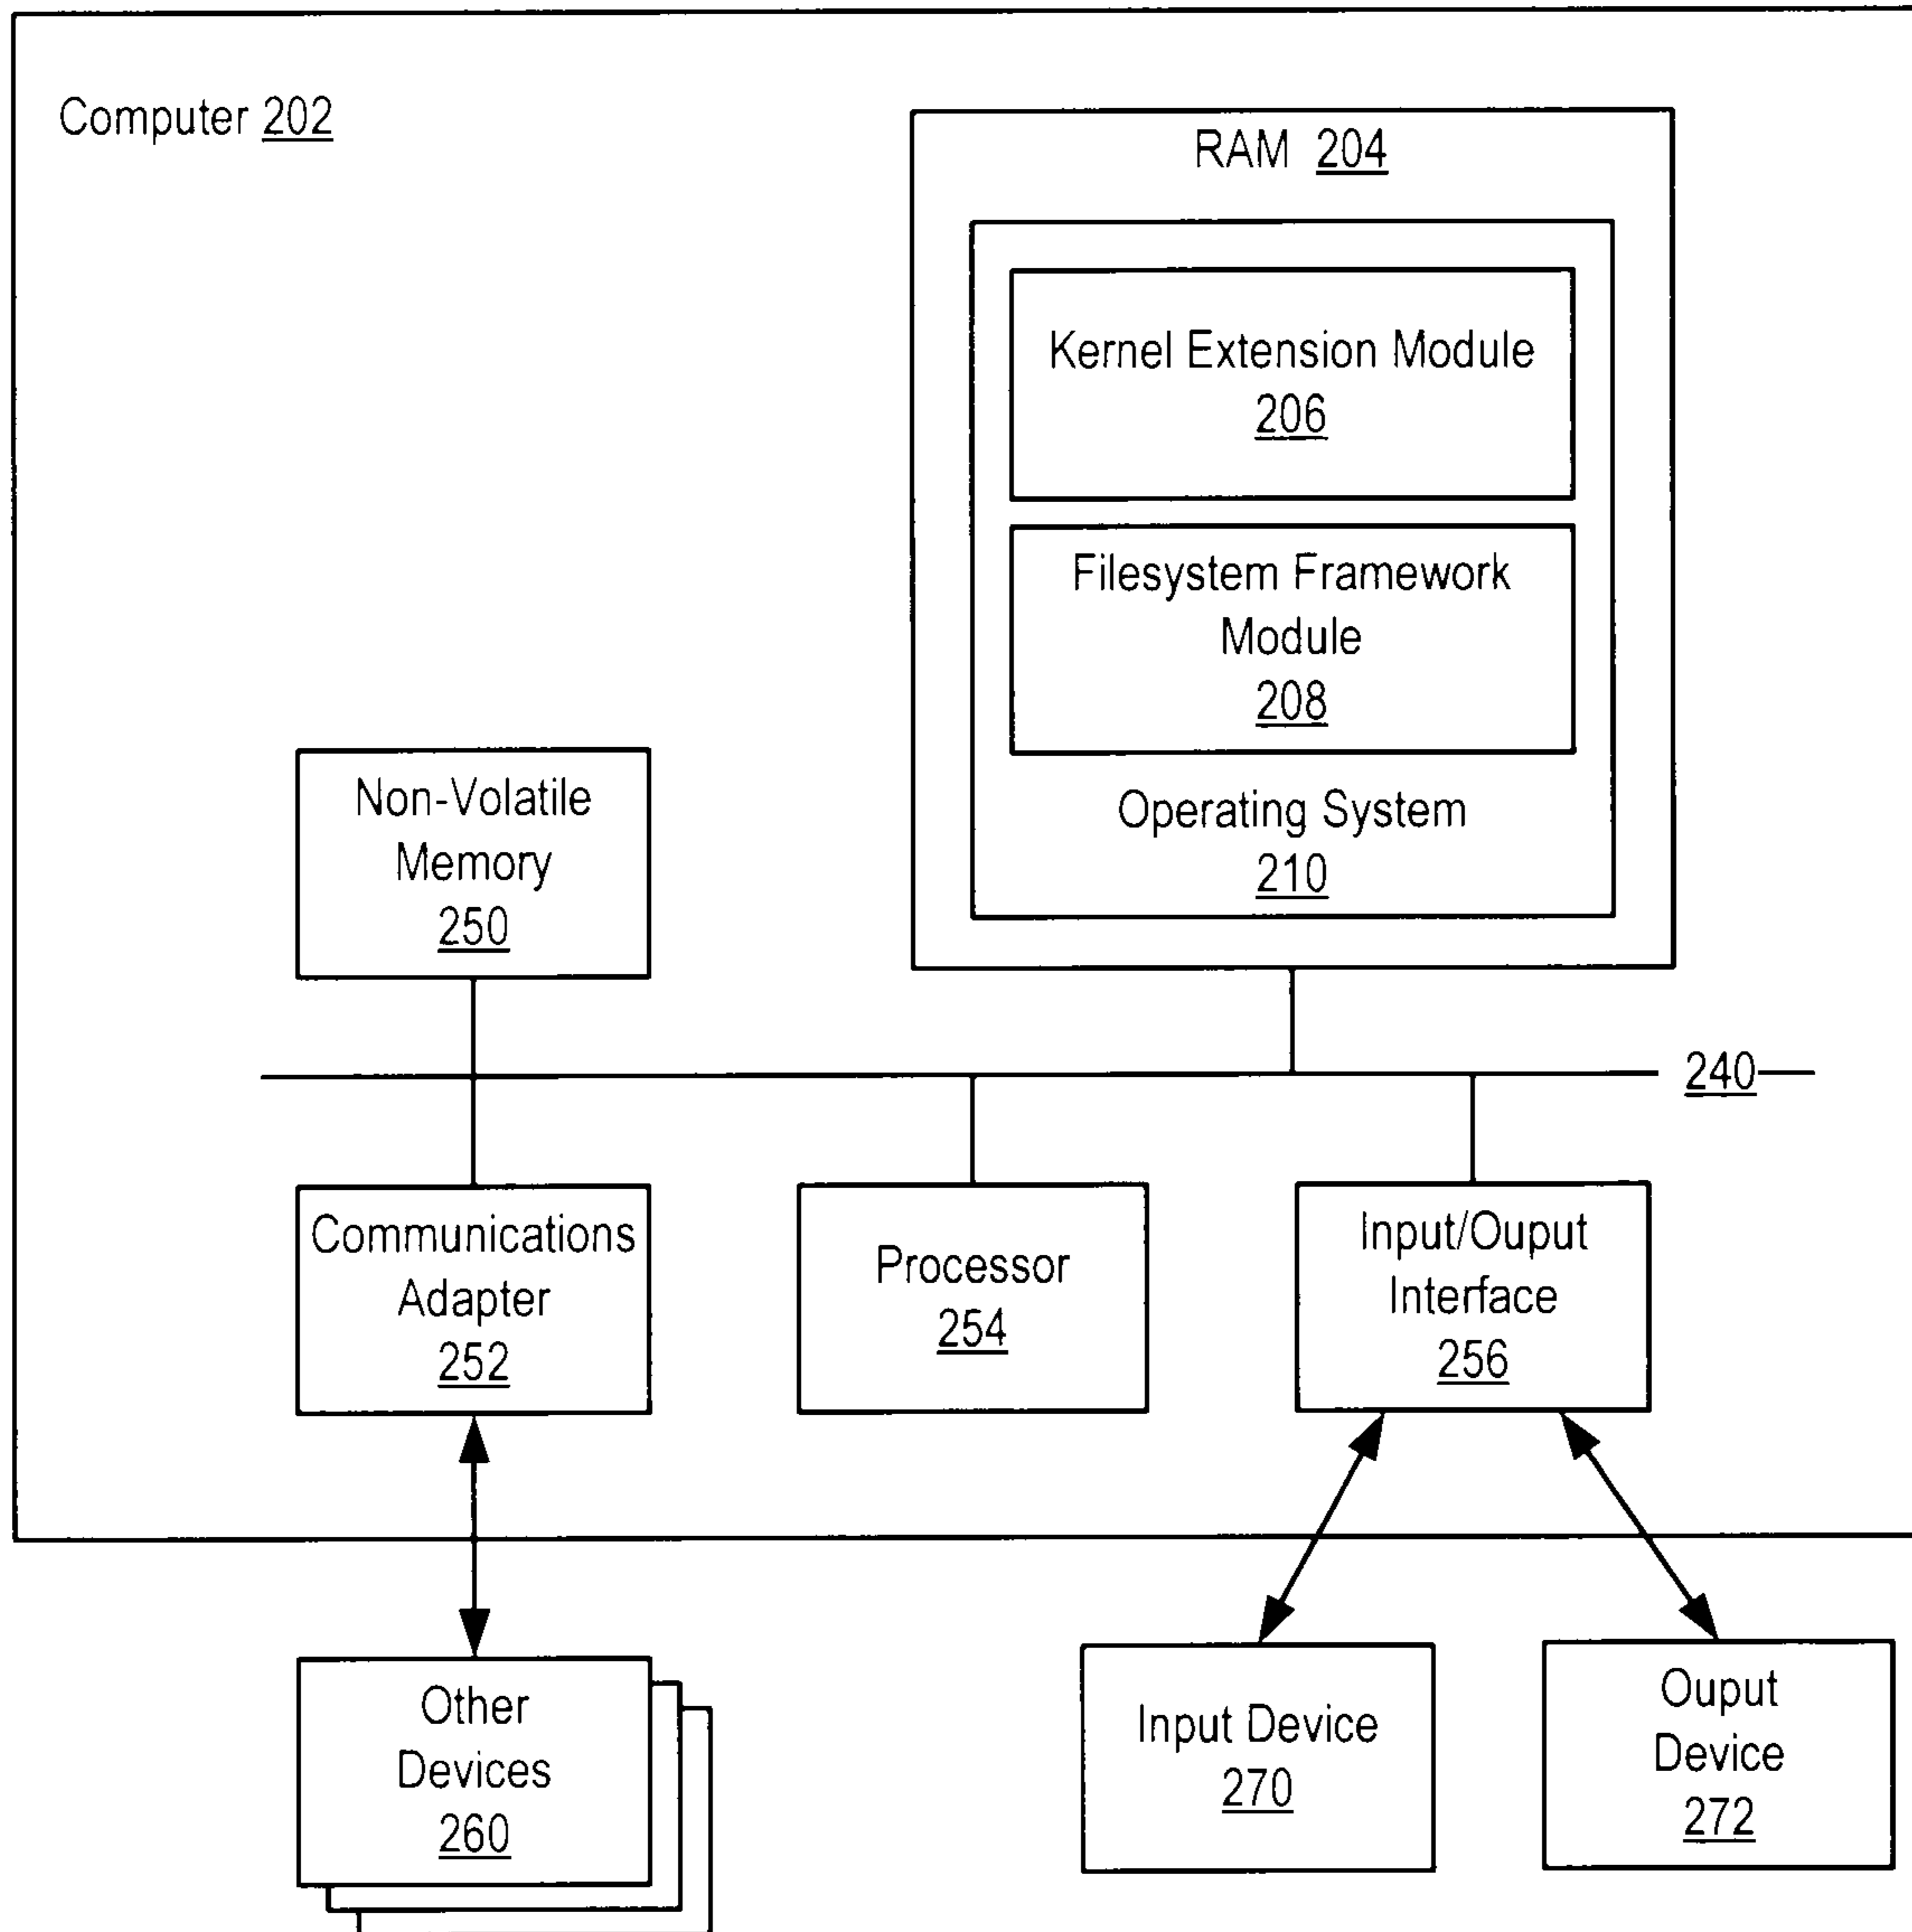 Computer 202
RAM 204
Kernel Extension Module
206
Filesystem Framework
Module
208
Operating System
210
Non-Volatile
Memory
250
240
Communications
Adapter
252
Processor
254
Input/Ouput
Interface
256
Other
Devices
260
Input Device
270
Ouput
Device
272